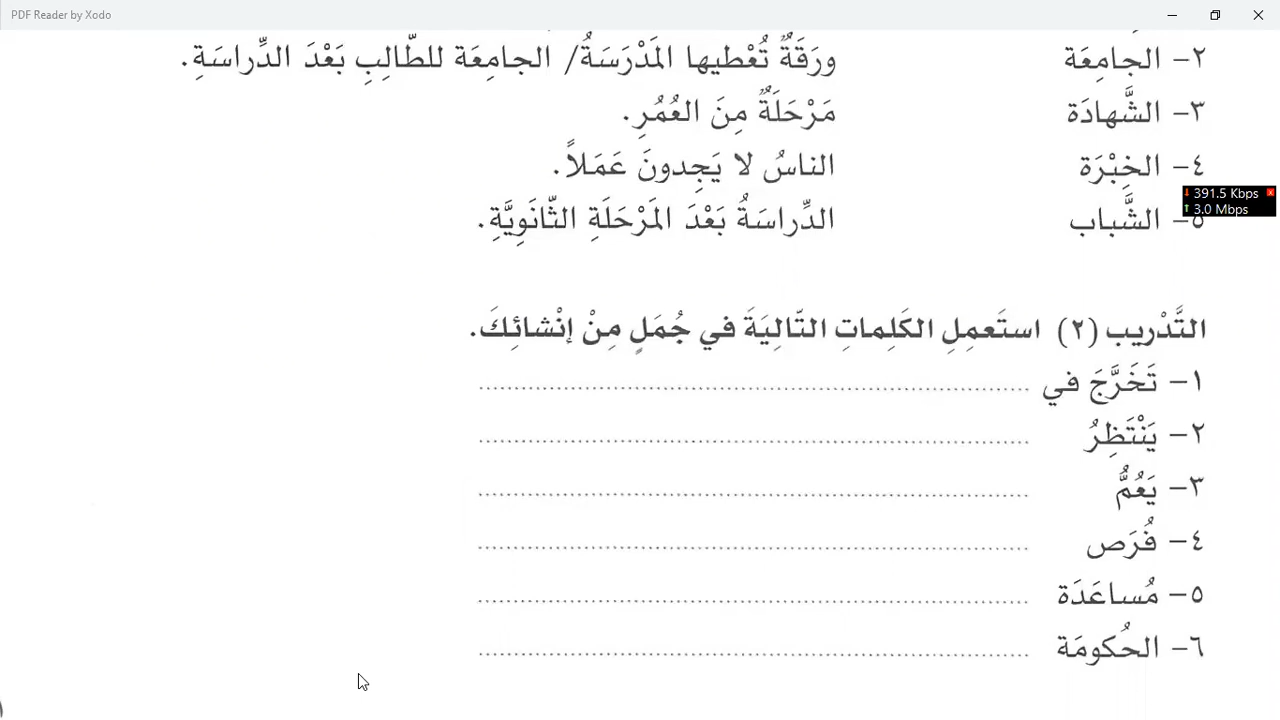 PDF Reader by Xodo
٢- الجامِعَة ورَقَةٌ تُعْطيها المَدْرَسَةُ/ الجامِعَة للطّالِبِ بَعْدَ الدِّراسَةِ.
٣- الشَّهادَة مَرْحَلَةٌ مِنَ العُمُرِ.
٤- الخِبْرَة الناسُ لا يَجِدونَ عَمَلاً.
٥- الشَّباب الدِّراسَةُ بَعْدَ المَرْحَلَةِ الثّانَوِيَّةِ.
391.5 Kbps
3.0 Mbps
التَّدْريب (٢) استَعمِلِ الكَلِماتِ التّالِيَةَ في جُمَلٍ مِنْ إنْشائِكَ.
١- تَخَرَّجَ في ........................................
٢- يَنْتَظِرُ ........................................
٣- يَعُمُّ ........................................
٤- فُرَص ........................................
٥- مُساعَدَة ........................................
٦- الحُكومَة ........................................